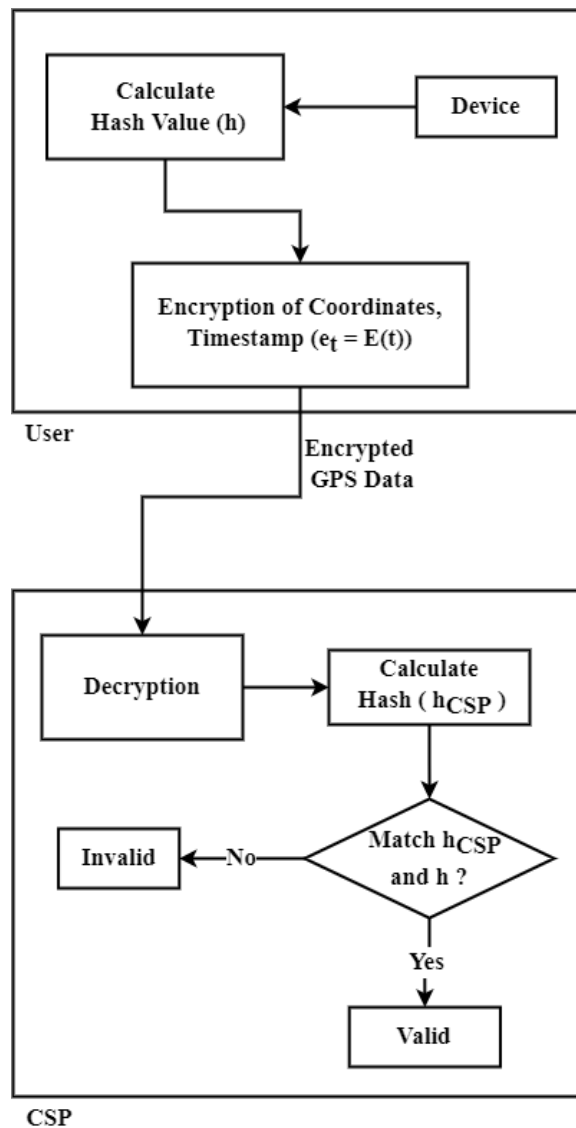 Calculate
Hash Value (h)
Device
Encryption of Coordinates,
Timestamp (eₜ = E(t))
User
Encrypted
GPS Data
Decryption
Calculate
Hash ( hCSP )
Match hCSP
and h ?
No
Invalid
Yes
Valid
CSP